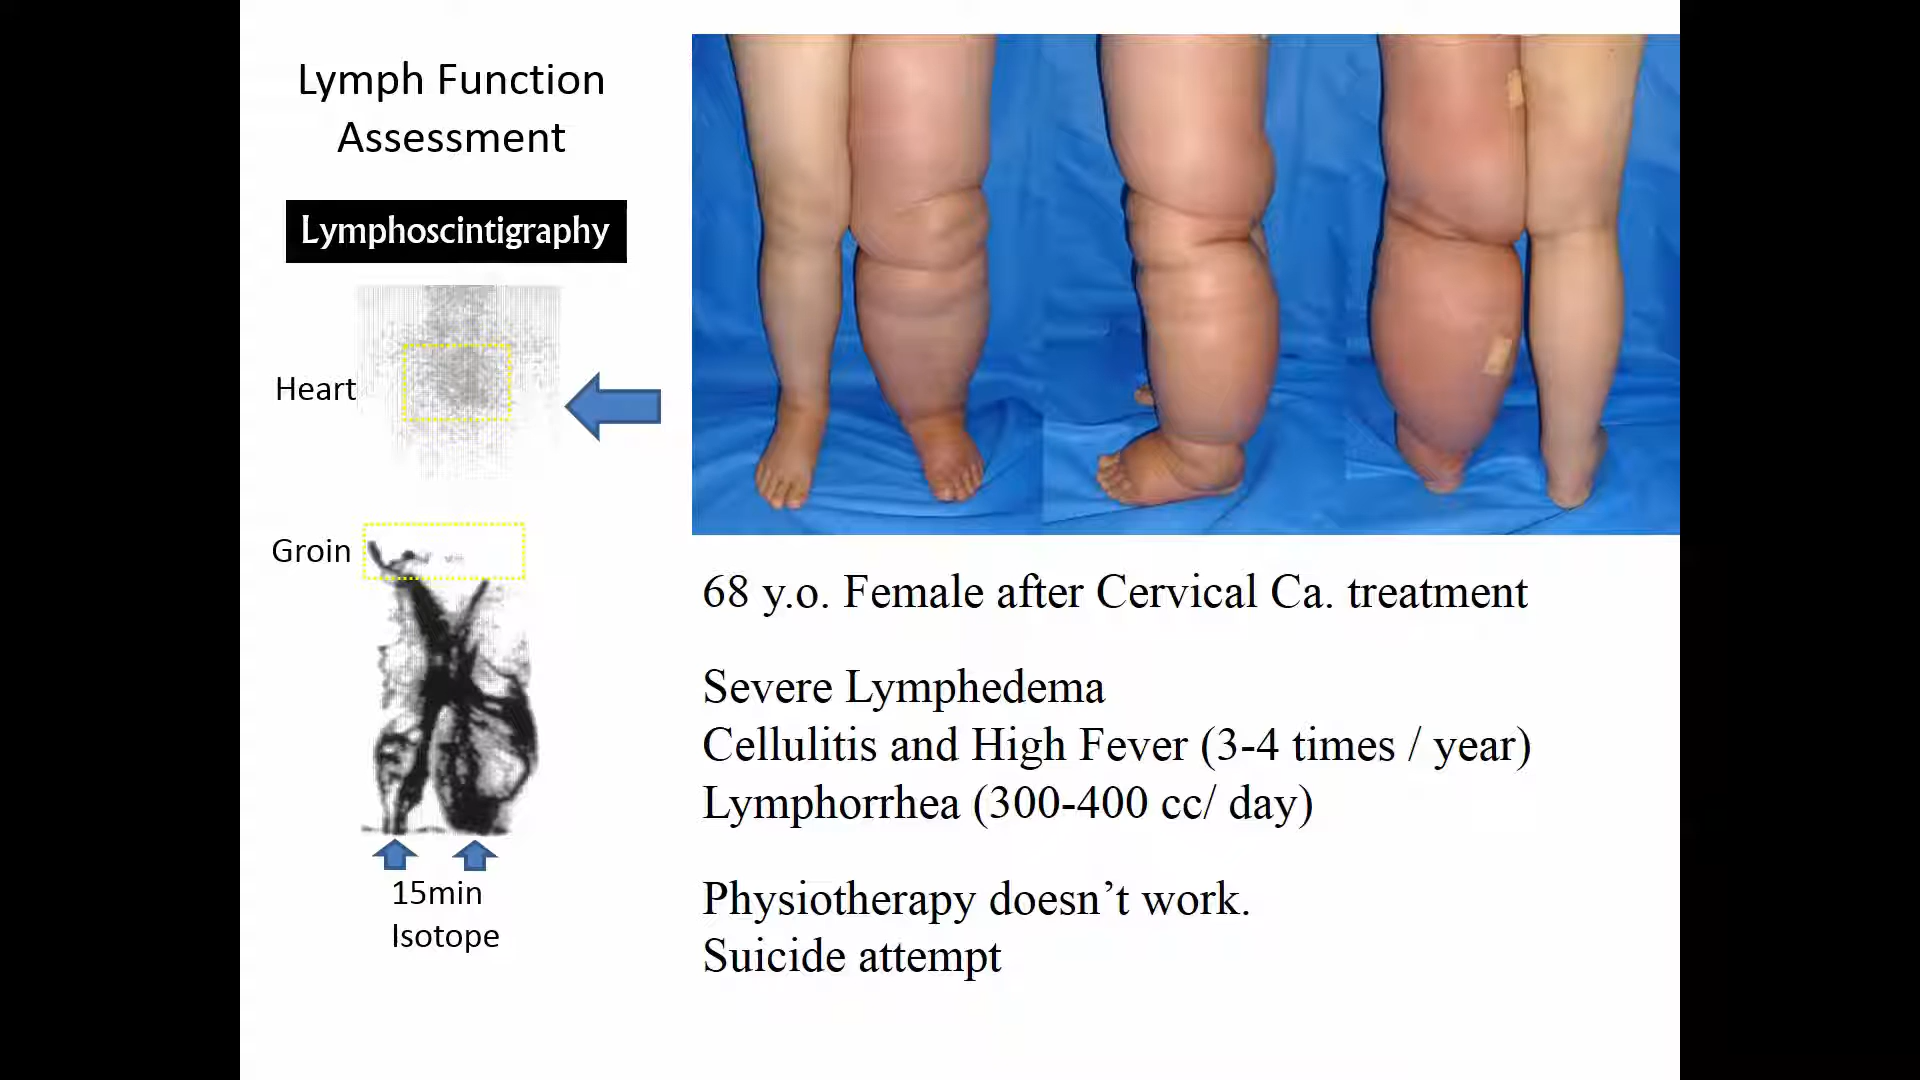 Lymph Function
Assessment
Lymphoscintigraphy
Heart
Groin
15min
Isotope
68 y.o. Female after Cervical Ca. treatment
Severe Lymphedema
Cellulitis and High Fever (3-4 times / year)
Lymphorrhea (300-400 cc/ day)
Physiotherapy doesn’t work.
Suicide attempt